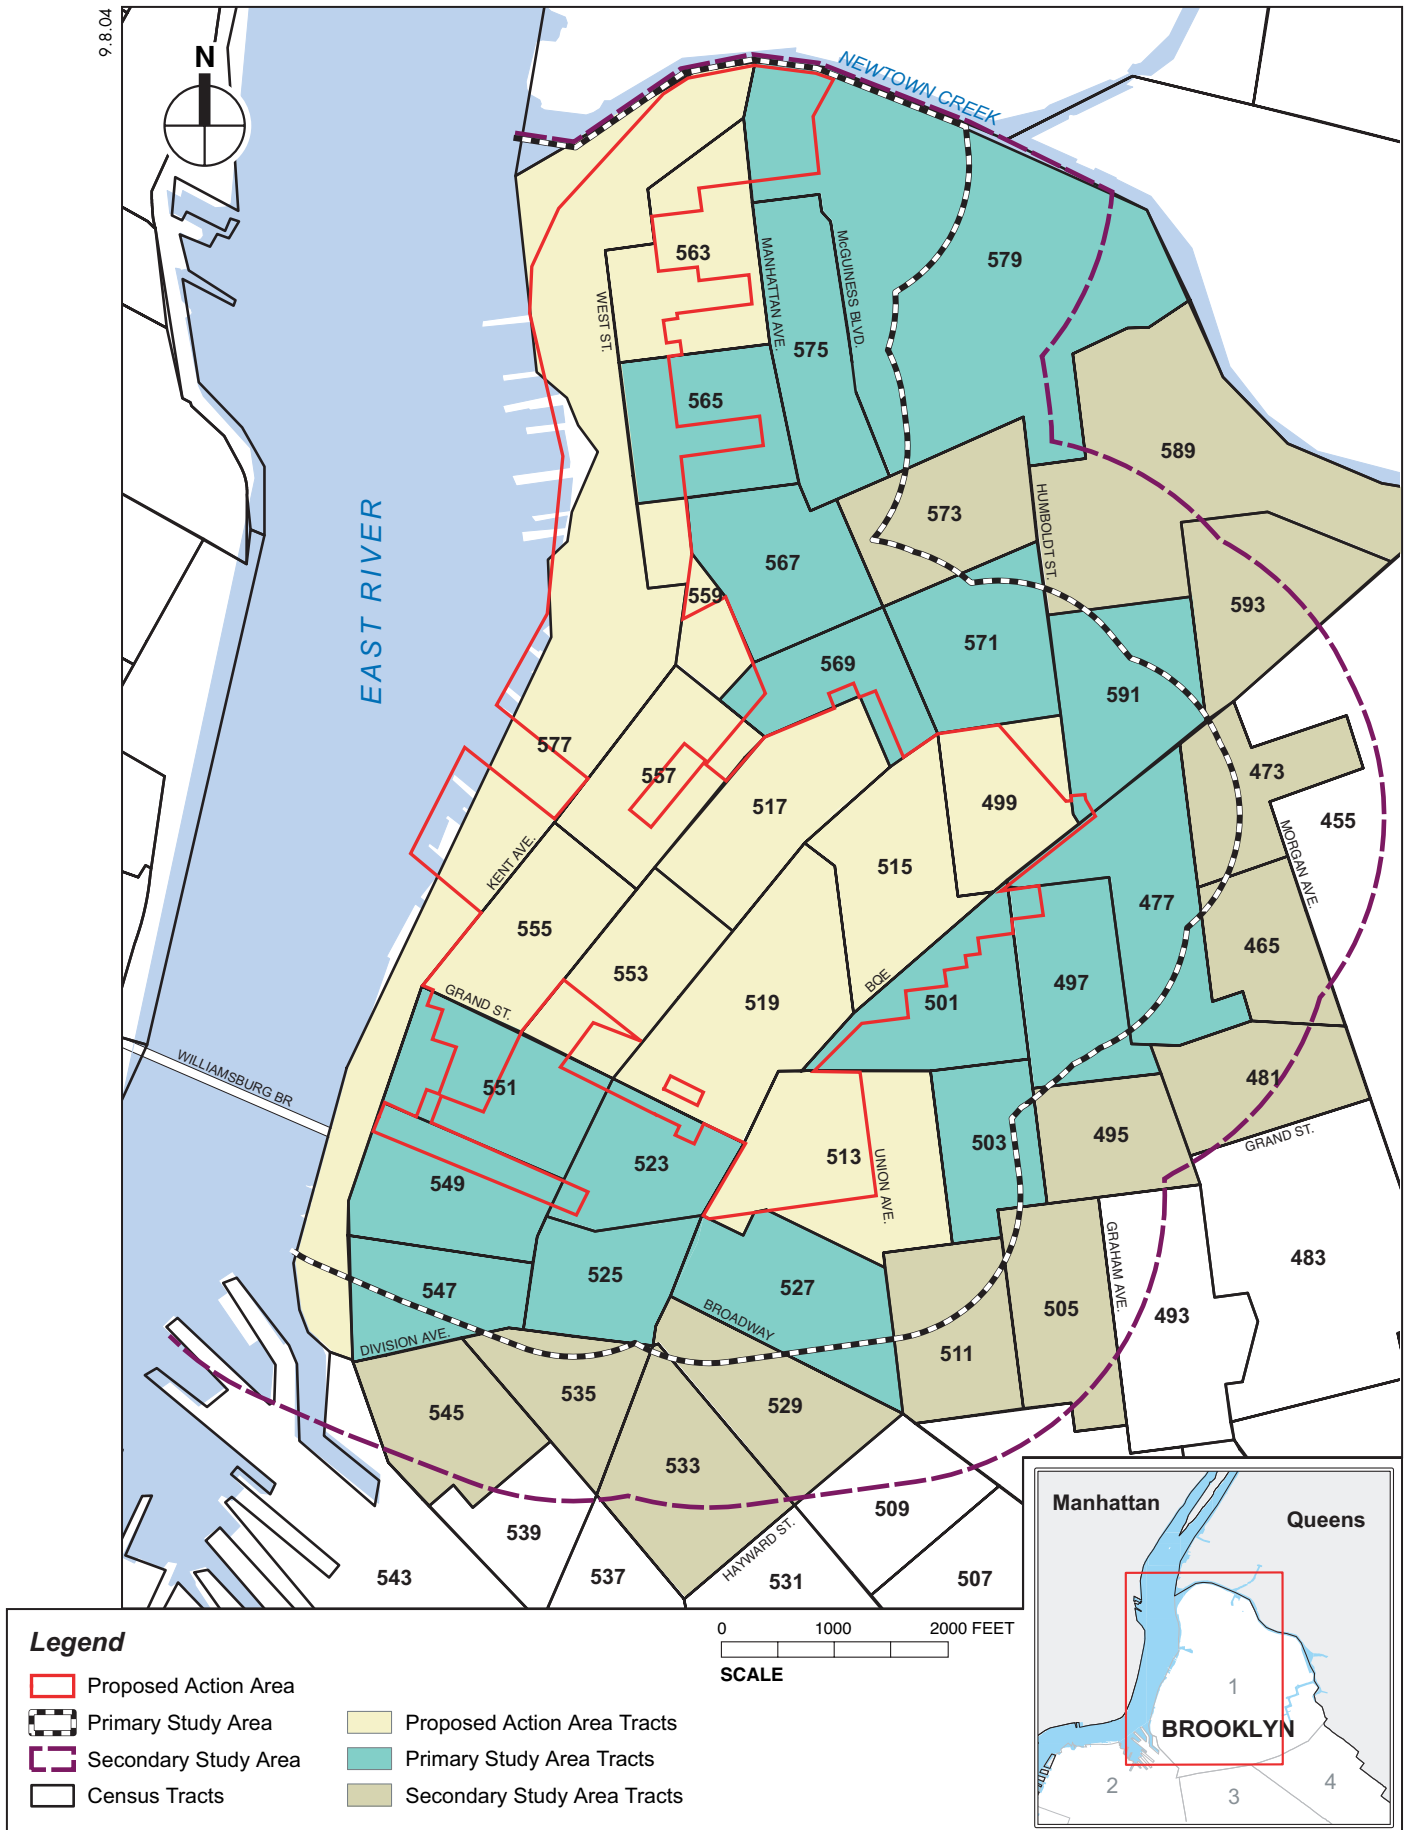 9.8.04
N
NEWTOWN CREEK
563
579
MANHATTAN AVE.
McGUINESS BLVD.
WEST ST.
575
565
589
573
HUMBOLDT ST.
EAST RIVER
567
559
593
571
569
591
577
557
473
517
499
455
MORGAN AVE.
KENT AVE.
515
477
555
465
553
BQE
497
GRAND ST.
519
501
WILLIAMSBURG BR
551
481
495
GRAND ST.
503
513
523
UNION AVE.
549
GRAHAM AVE.
483
525
547
527
505
493
BROADWAY
DIVISION AVE.
511
535
529
545
533
509
539
HAYWARD ST.
543
537
531
507
Manhattan
Queens
1
BROOKLYN
2
3
4
0 1000 2000 FEET
SCALE
Legend
Proposed Action Area
Primary Study Area
Secondary Study Area
Census Tracts
Proposed Action Area Tracts
Primary Study Area Tracts
Secondary Study Area Tracts